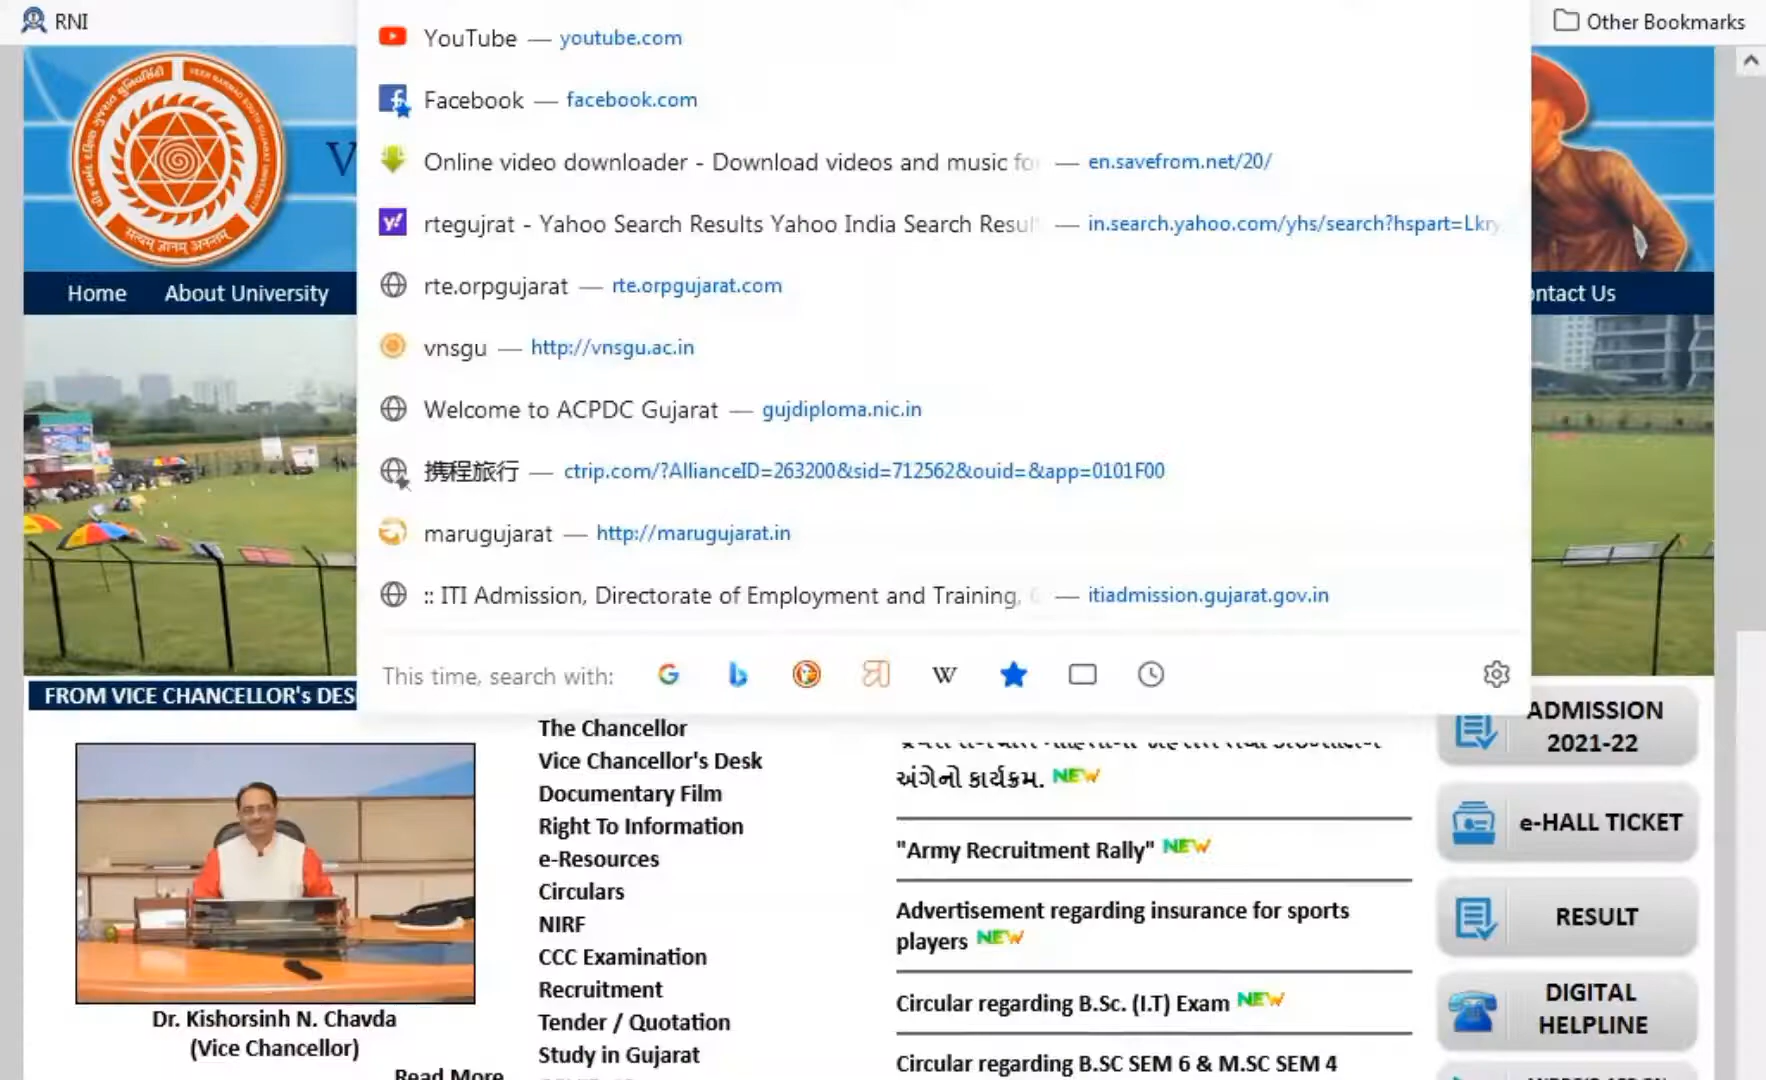 RNI
Other Bookmarks
YouTube — youtube.com
Facebook — facebook.com
Online video downloader - Download videos and music for — en.savefrom.net/20/
rtegujrat - Yahoo Search Results Yahoo India Search Resul — in.search.yahoo.com/yhs/search?hspart=Lkry
rte.orpgujarat — rte.orpgujarat.com
vnsgu — http://vnsgu.ac.in
Welcome to ACPDC Gujarat — gujdiploma.nic.in
携程旅行 — ctrip.com/?AllianceID=263200&sid=712562&ouid=&app=0101F00
marugujarat — http://marugujarat.in
:: ITI Admission, Directorate of Employment and Training, — itiadmission.gujarat.gov.in
This time, search with:
V
सत्यम् ज्ञानम् अनन्तम्
Home About University
ntact Us
FROM VICE CHANCELLOR's DES
Dr. Kishorsinh N. Chavda
(Vice Chancellor)
Read More
The Chancellor
Vice Chancellor's Desk
Documentary Film
Right To Information
e-Resources
Circulars
NIRF
CCC Examination
Recruitment
Tender / Quotation
Study in Gujarat
અંગેનો કાર્યક્રમ. NEW
"Army Recruitment Rally" NEW
Advertisement regarding insurance for sports
players NEW
Circular regarding B.Sc. (I.T) Exam NEW
Circular regarding B.SC SEM 6 & M.SC SEM 4
ADMISSION
2021-22
e-HALL TICKET
RESULT
DIGITAL
HELPLINE